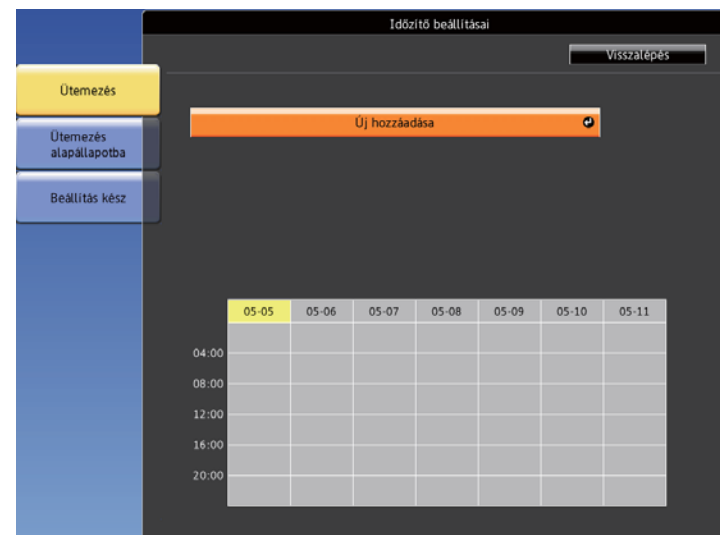 Időzítő beállításai
Visszalépés
Ütemezés
Új hozzáadása
Ütemezés
alapállapotba
Beállítás kész
05-05 05-06 05-07 05-08 05-09 05-10 05-11
04:00
08:00
12:00
16:00
20:00